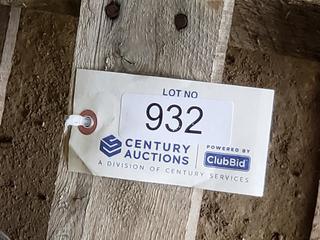 LOT NO
932
CENTURY
AUCTIONS
POWERED BY
ClubBid
A DIVISION OF CENTURY SERVICES